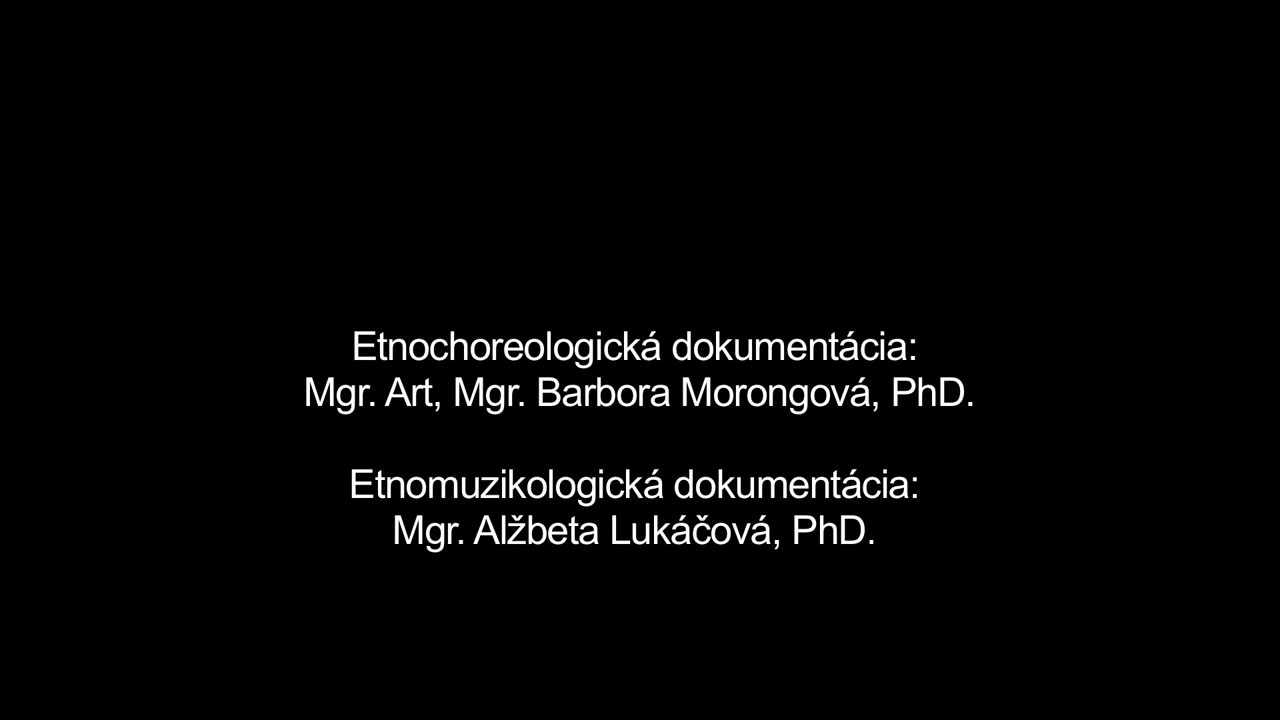 Etnochoreologická dokumentácia:
Mgr. Art, Mgr. Barbora Morongová, PhD.
Etnomuzikologická dokumentácia:
Mgr. Alžbeta Lukáčová, PhD.